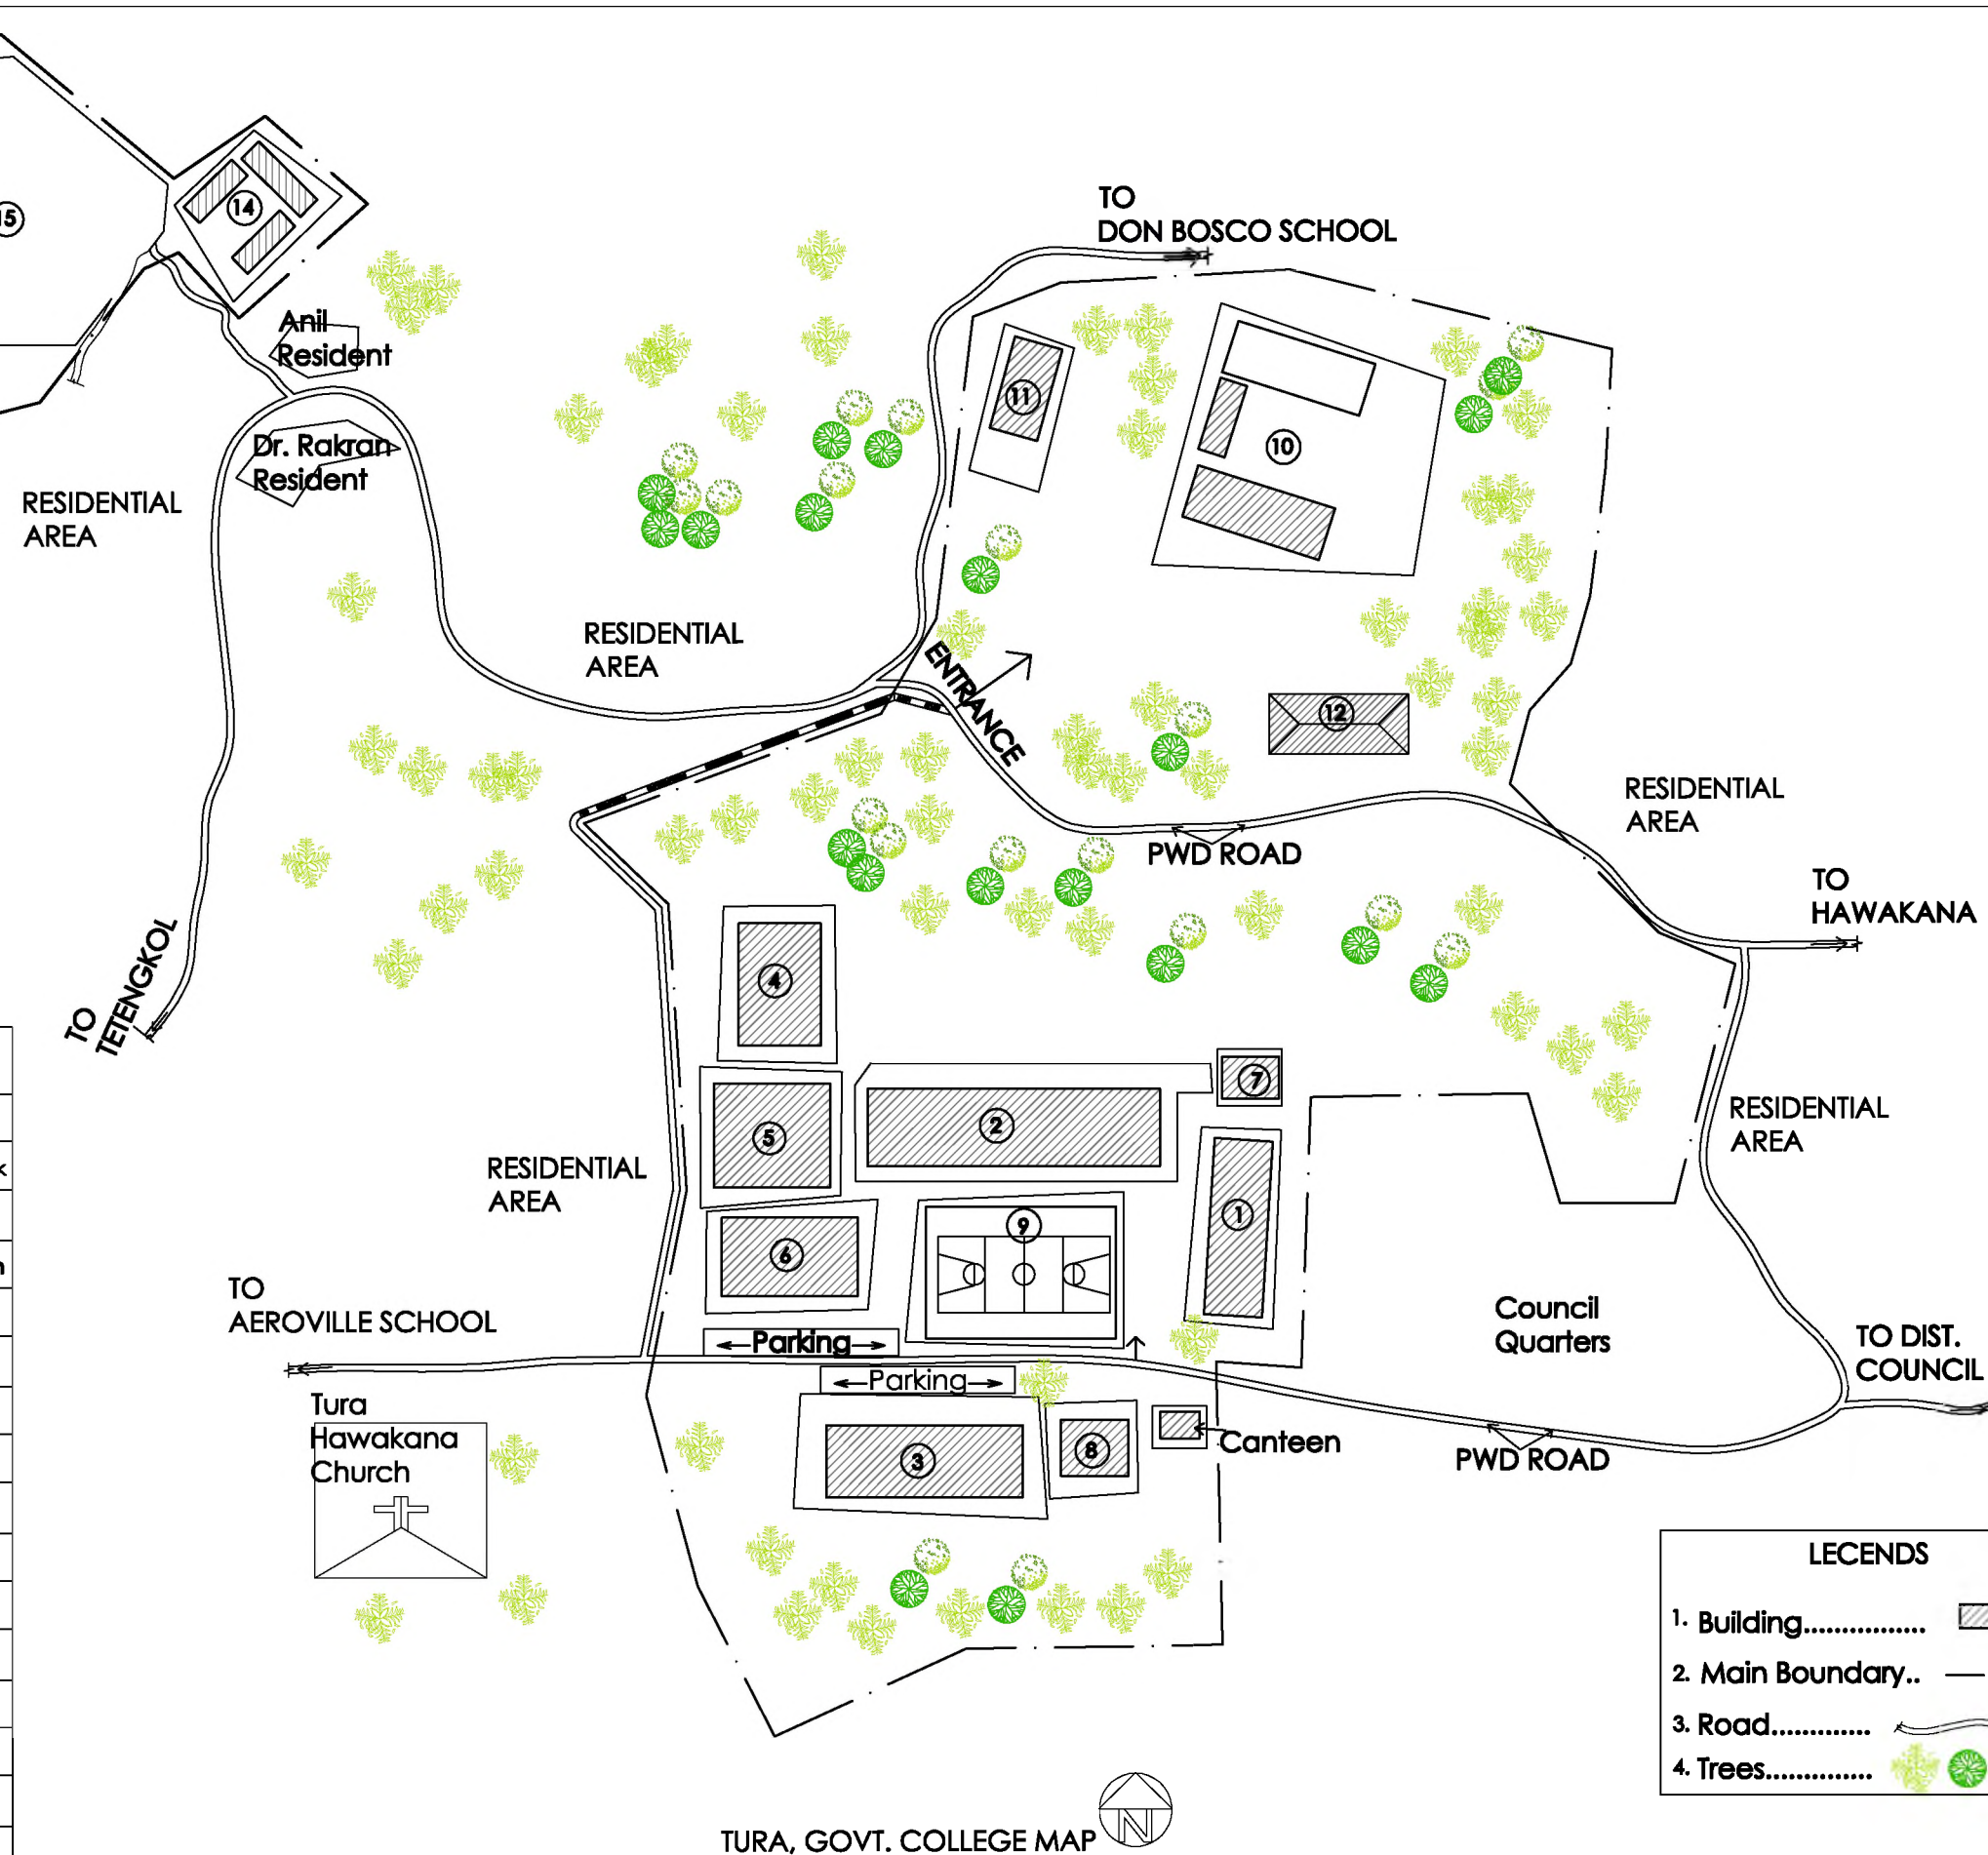 15
14
TO
DON BOSCO SCHOOL
Anil
Resident
11
10
Dr. Rakran
Resident
RESIDENTIAL
AREA
RESIDENTIAL
AREA
ENTRANCE
12
RESIDENTIAL
AREA
PWD ROAD
TO
HAWAKANA
TO
TETENGKOL
4
7
5
2
RESIDENTIAL
AREA
RESIDENTIAL
AREA
1
9
6
TO
AEROVILLE SCHOOL
Council
Quarters
Parking
TO DIST.
COUNCIL
Parking
Tura
Hawakana
Church
Canteen
8
3
PWD ROAD
LECENDS
1. Building................
2. Main Boundary..
3. Road.............
4. Trees..............
N
TURA, GOVT. COLLEGE MAP